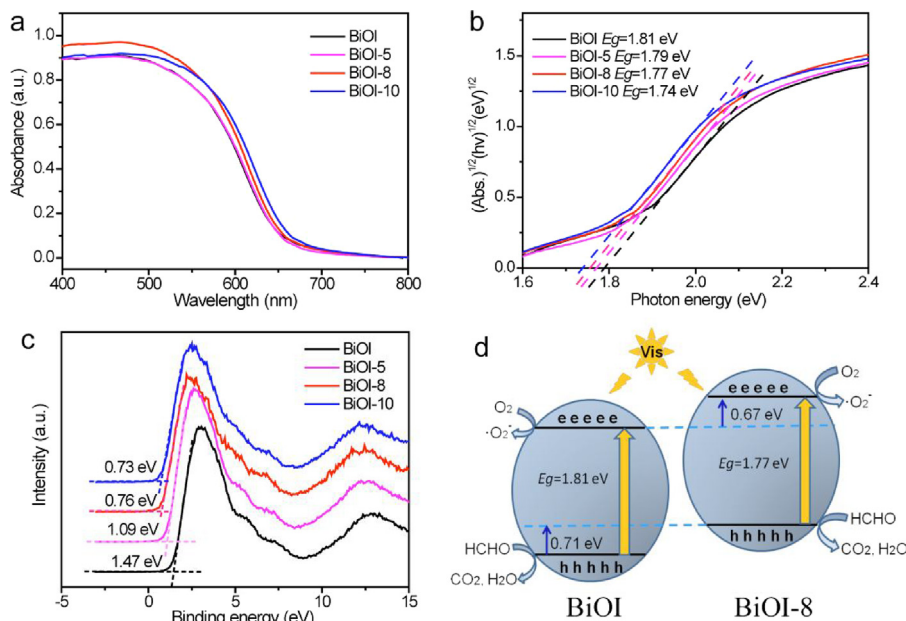 a
BiOI
BiOI-5
BiOI-8
BiOI-10
Absorbance (a.u.)
0.0
0.2
0.4
0.6
0.8
1.0
400
500
600
700
800
Wavelength (nm)
b
BiOI Eg=1.81 eV
BiOI-5 Eg=1.79 eV
BiOI-8 Eg=1.77 eV
BiOI-10 Eg=1.74 eV
(Abs.)^1/2(hv)^1/2(eV)^1/2
0.0
0.5
1.0
1.5
1.6
1.8
2.0
2.2
2.4
Photon energy (eV)
c
BiOI
BiOI-5
BiOI-8
BiOI-10
Intensity (a.u.)
0.73 eV
0.76 eV
1.09 eV
1.47 eV
-5
0
5
10
15
Binding energy (eV)
d
Vis
e e e e e
O2
·O2-
Eg=1.81 eV
0.71 eV
HCHO
CO2, H2O
h h h h h
BiOI
e e e e e
O2
·O2-
0.67 eV
Eg=1.77 eV
h h h h h
HCHO
CO2, H2O
BiOI-8